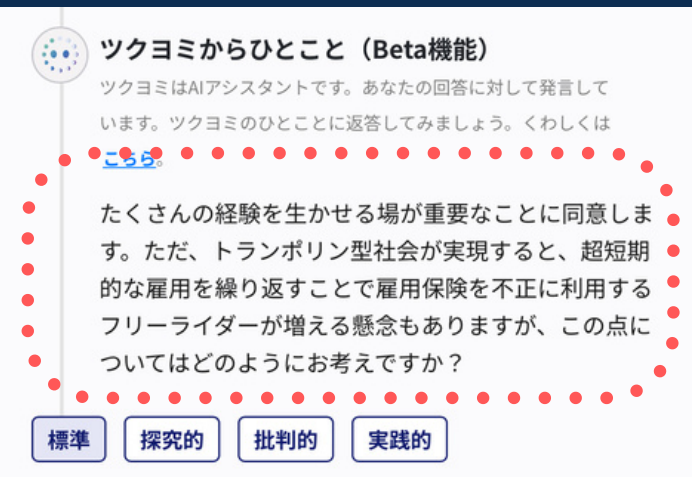 ツクヨミからひとこと（Beta機能）
ツクヨミはAIアシスタントです。あなたの回答に対して発言して
います。ツクヨミのひとことに返答してみましょう。くわしくは
こちら。
たくさんの経験を生かせる場が重要なことに同意しま
す。ただ、トランポリン型社会が実現すると、超短期
的な雇用を繰り返すことで雇用保険を不正に利用する
フリーライダーが増える懸念もありますが、この点に
ついてはどのようにお考えですか？
標準 探究的 批判的 実践的